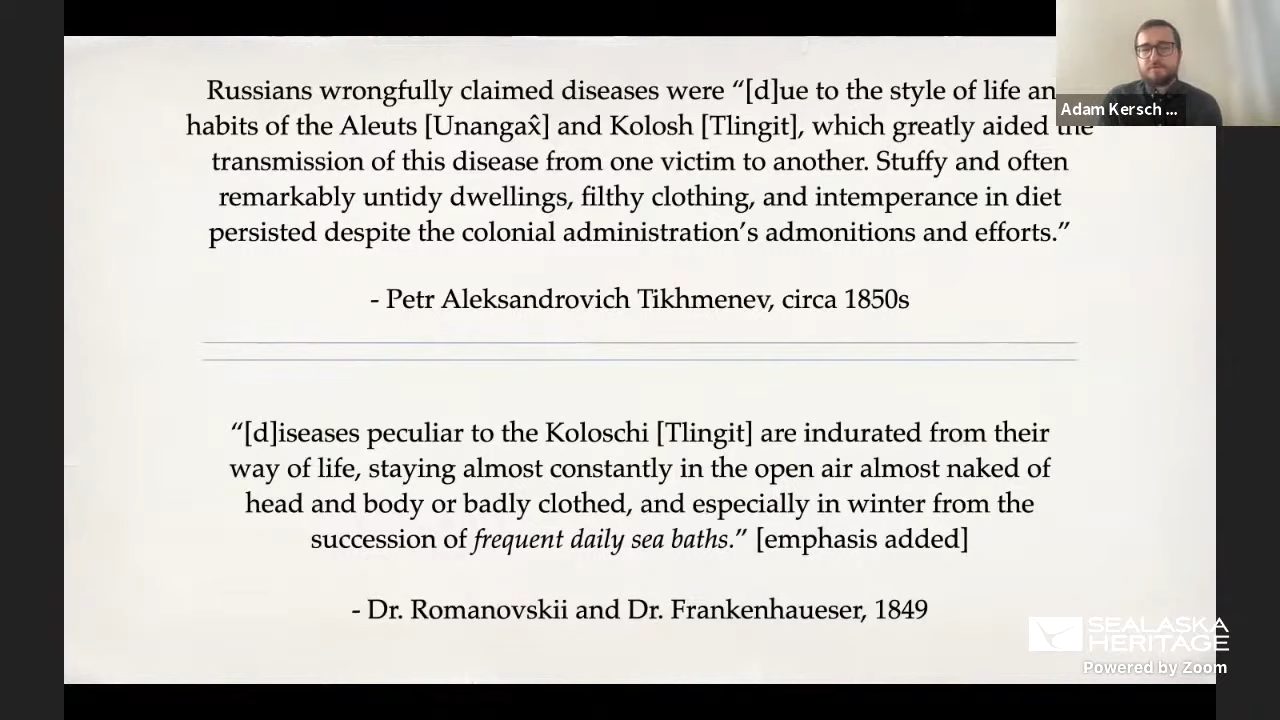 Russians wrongfully claimed diseases were “[d]ue to the style of life an
habits of the Aleuts [Unangax̂] and Kolosh [Tlingit], which greatly aided the
transmission of this disease from one victim to another. Stuffy and often
remarkably untidy dwellings, filthy clothing, and intemperance in diet
persisted despite the colonial administration’s admonitions and efforts.”
- Petr Aleksandrovich Tikhmenev, circa 1850s
“[d]iseases peculiar to the Koloschi [Tlingit] are indurated from their
way of life, staying almost constantly in the open air almost naked of
head and body or badly clothed, and especially in winter from the
succession of frequent daily sea baths.” [emphasis added]
- Dr. Romanovskii and Dr. Frankenhaueser, 1849
Adam Kersch ...
SEALASKA
HERITAGE
Powered by Zoom